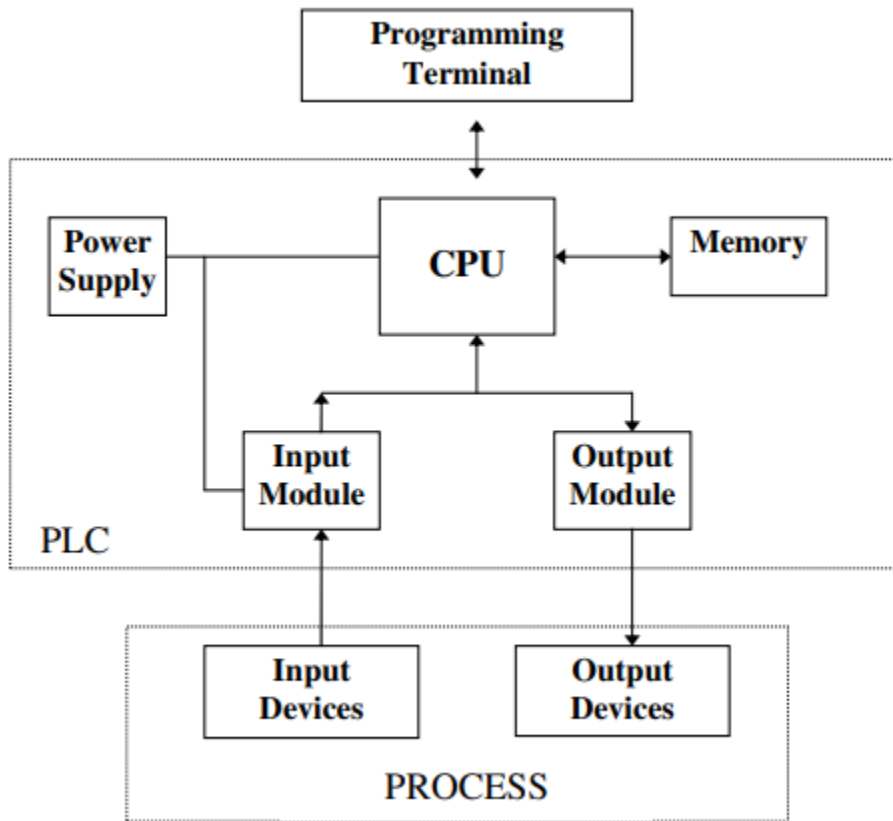 Programming
Terminal
Power
Supply
CPU
Memory
Input
Module
Output
Module
PLC
Input
Devices
Output
Devices
PROCESS